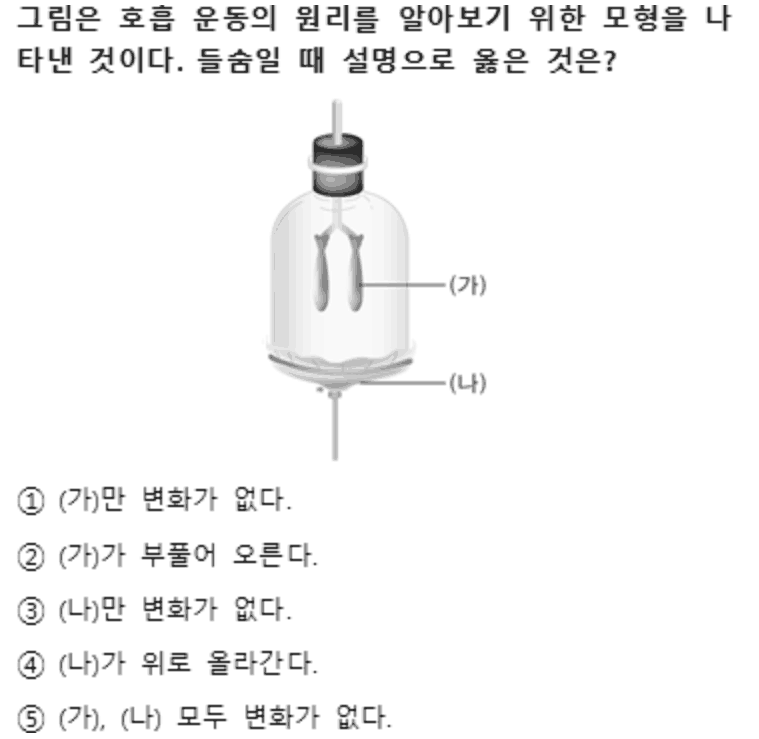 그림은 호흡 운동의 원리를 알아보기 위한 모형을 나
타낸 것이다. 들숨일 때 설명으로 옳은 것은?
(가)
(나)
① (가)만 변화가 없다.
② (가)가 부풀어 오른다.
③ (나)만 변화가 없다.
④ (나)가 위로 올라간다.
⑤ (가), (나) 모두 변화가 없다.